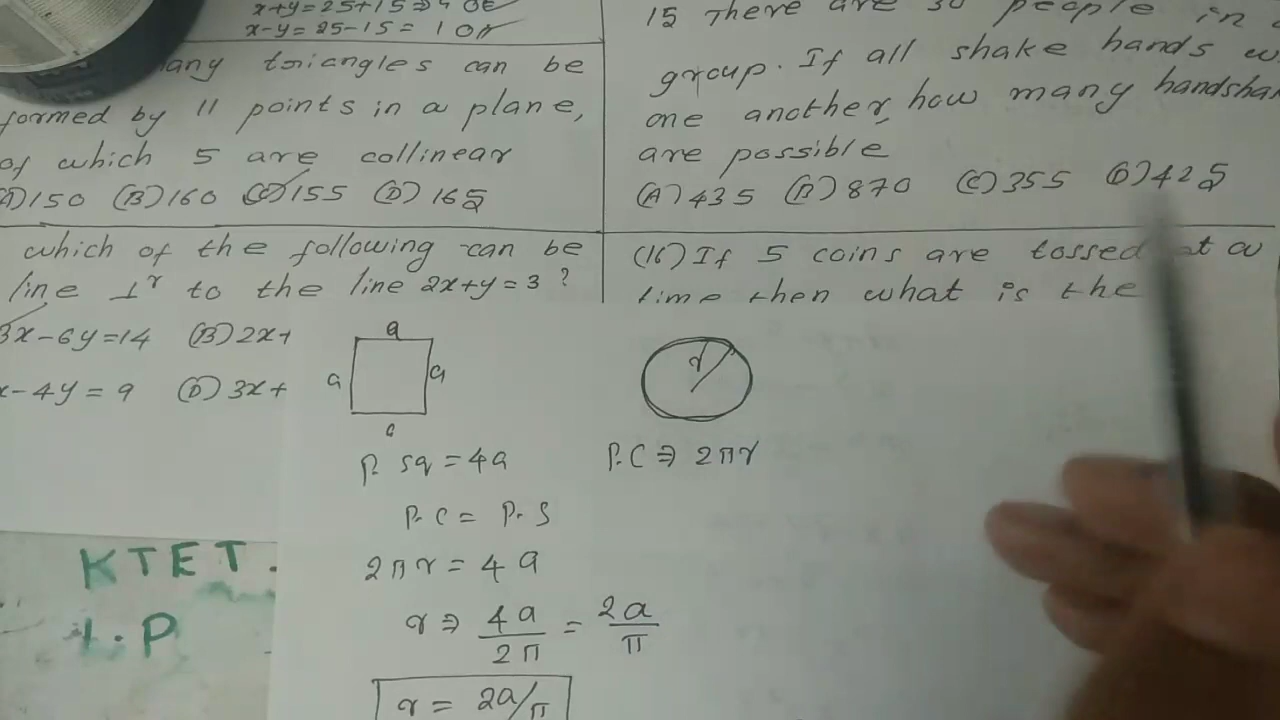 x+y=25+15⇒40
x-y=25-15=10
triangles can be
formed by 11 points in a plane,
of which 5 are collinear
(A)150 (B)160 (C)155 (D)165
which of the following can be
line ⊥r to the line 2x+y=3?
3x-6y=14 (B)2x+
x-4y=9 (D)3x+
15 There are 30 people in
group. If all shake hands
one another, how many
are possible
(A)435 (B)870 (C)355 (D)425
(16) If 5 coins are tossed at a
time then what is the
a
a
a
a
r
P. sq = 4a
P.C ⇒ 2πr
P.C = P.S
2πr = 4a
r ⇒ 4a/2π = 2a/π
r = 2a/π
KTET.
L.P